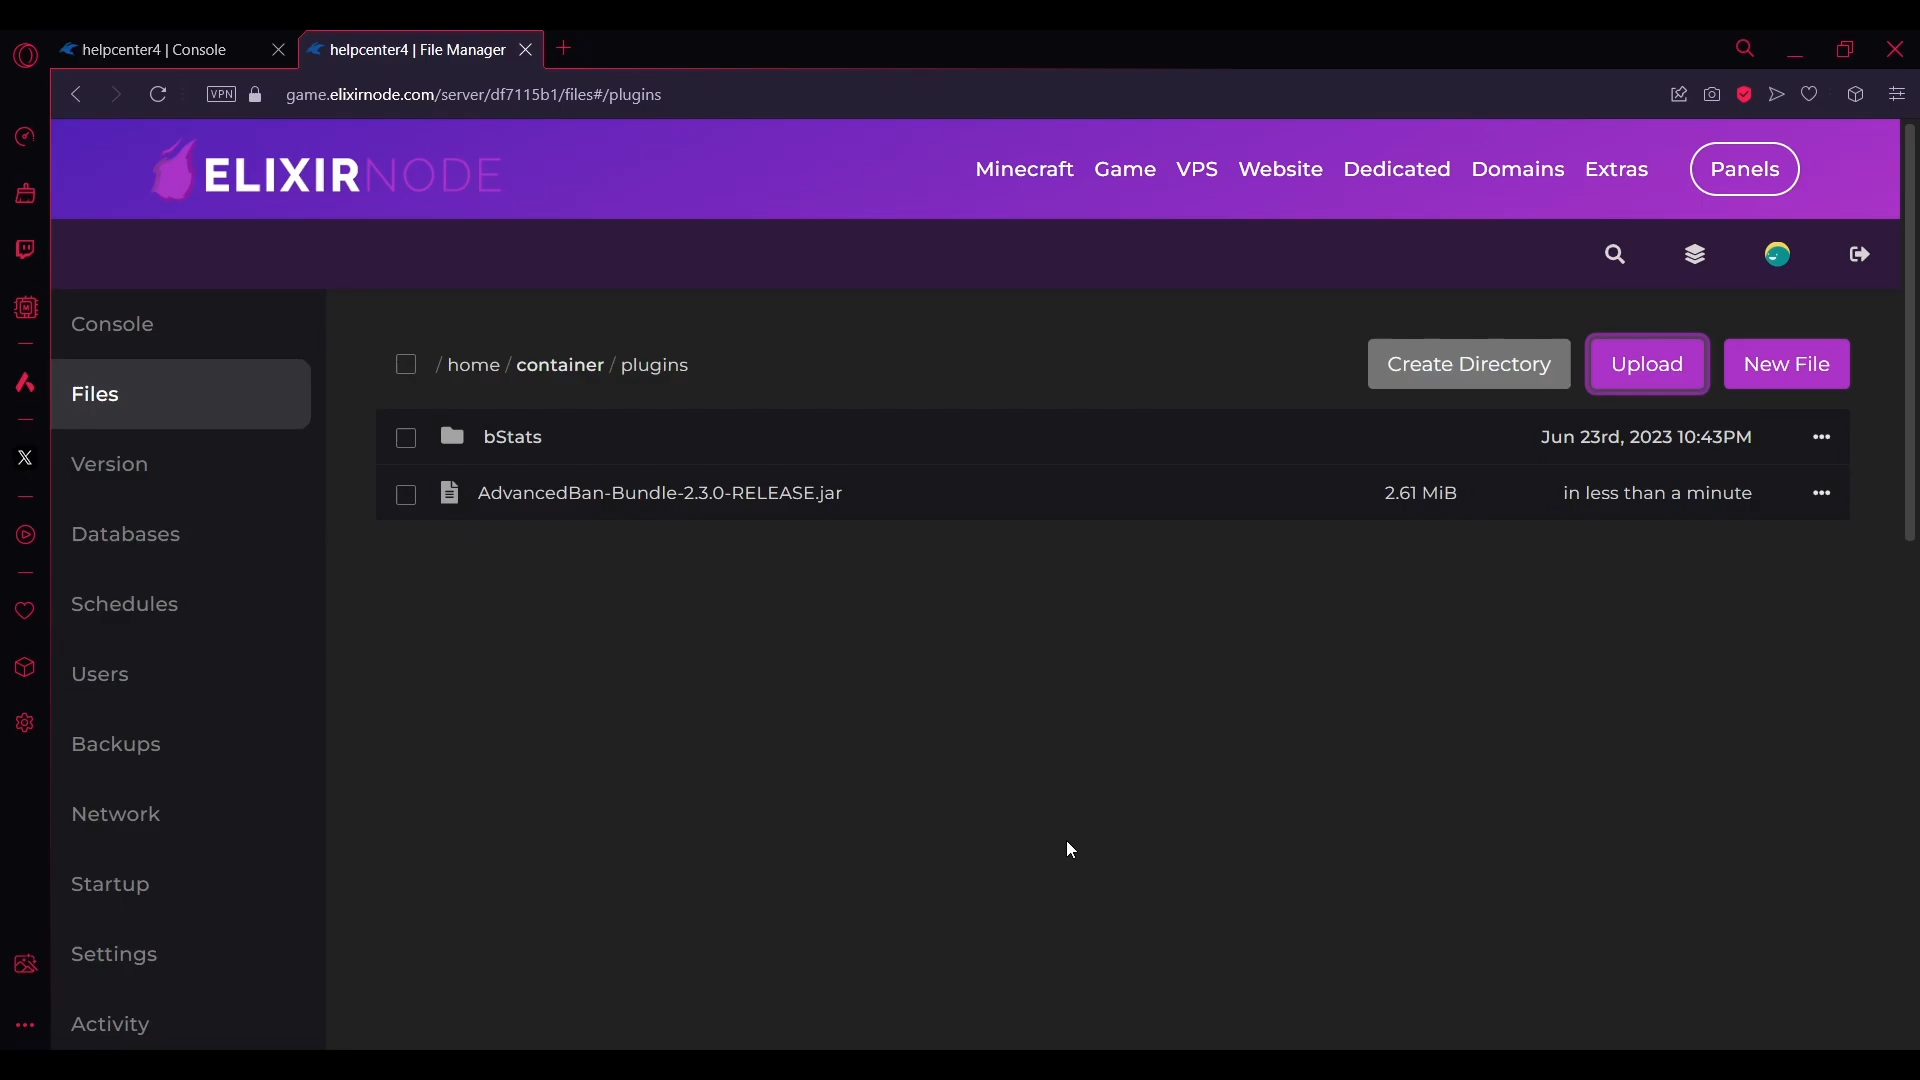 helpcenter4 | Console
helpcenter4 | File Manager
VPN
game.elixirnode.com/server/df7115b1/files#/plugins
ELIXIRNODE
Minecraft Game VPS Website Dedicated Domains Extras Panels
Console
Files
Version
Databases
Schedules
Users
Backups
Network
Startup
Settings
Activity
/ home / container / plugins
Create Directory
Upload
New File
bStats Jun 23rd, 2023 10:43PM
AdvancedBan-Bundle-2.3.0-RELEASE.jar 2.61 MiB in less than a minute